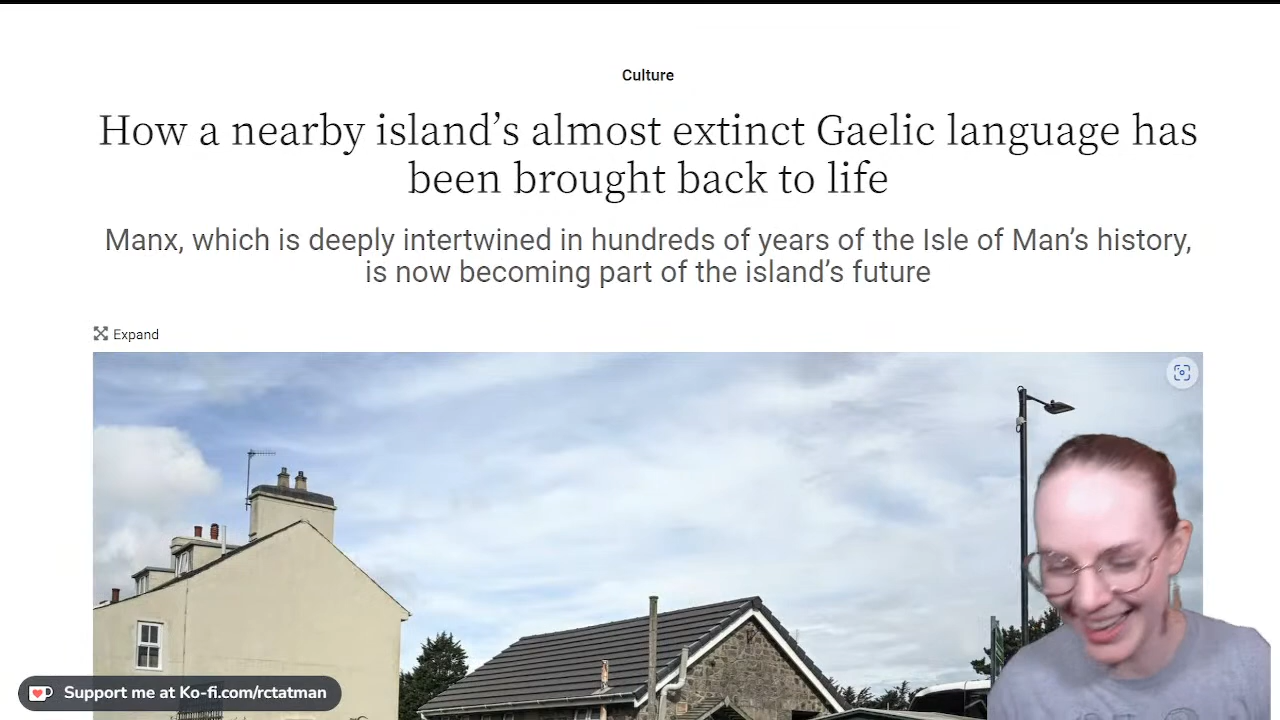 Culture
How a nearby island’s almost extinct Gaelic language has
been brought back to life
Manx, which is deeply intertwined in hundreds of years of the Isle of Man’s history,
is now becoming part of the island’s future
Expand
Support me at Ko-fi.com/rctatman